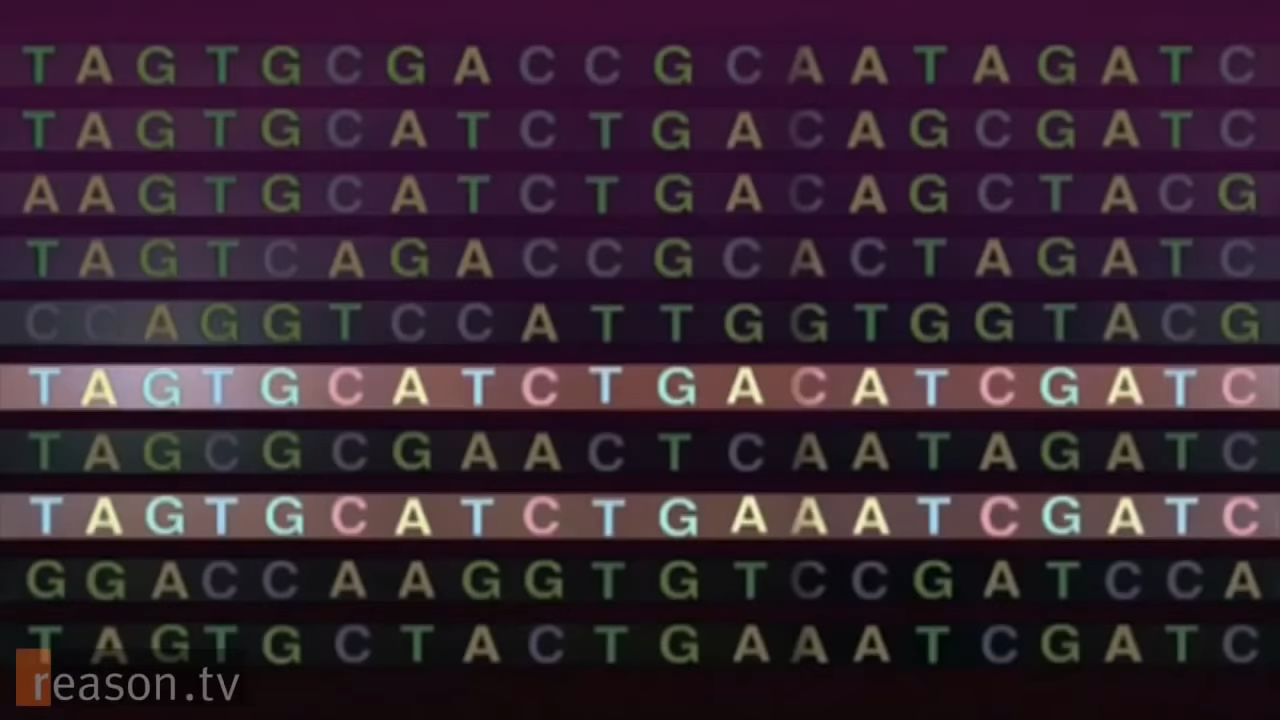 T A G T G C G A C C G C A A T A G A T C
T A G T G C A T C T G A C A G C G A T C
A A G T G C A T C T G A C A G C T A C G
T A G T C A G A C C G C A C T A G A T C
C C A G G T C C A T T G G T G G T A C G
T A G T G C A T C T G A C A T C G A T C
T A G C G C G A A C T C A A T A G A T C
T A G T G C A T C T G A A A T C G A T C
G G A C C A A G G T G T C C G A T C C A
T A G T G C T A C T G A A A T C G A T C
reason.tv